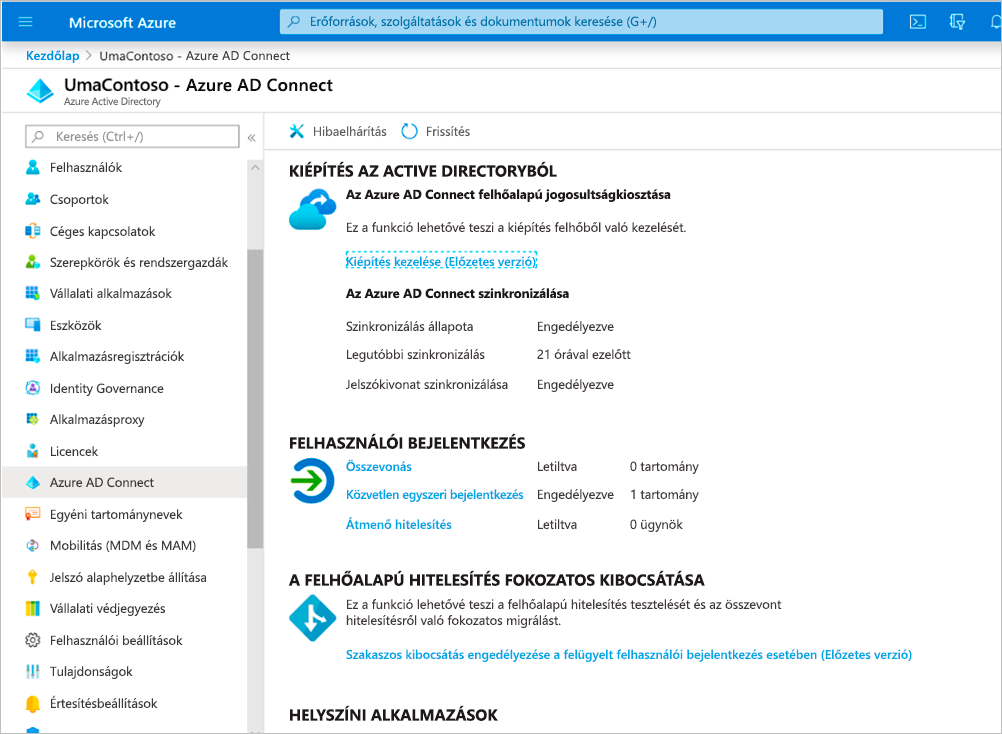 Microsoft Azure
Erőforrások, szolgáltatások és dokumentumok keresése (G+/)
Kezdőlap > UmaContoso - Azure AD Connect
UmaContoso - Azure AD Connect
Azure Active Directory
Keresés (Ctrl+/)
«
Felhasználók
Csoportok
Céges kapcsolatok
Szerepkörök és rendszergazdák
Vállalati alkalmazások
Eszközök
Alkalmazásregisztrációk
Identity Governance
Alkalmazásproxy
Licencek
Azure AD Connect
Egyéni tartománynevek
Mobilitás (MDM és MAM)
Jelszó alaphelyzetbe állítása
Vállalati védjegyezés
Felhasználói beállítások
Tulajdonságok
Értesítésbeállítások
Hibaelhárítás Frissítés
KIÉPÍTÉS AZ ACTIVE DIRECTORYBÓL
Az Azure AD Connect felhőalapú jogosultságkiosztása
Ez a funkció lehetővé teszi a kiépítés felhőből való kezelését.
Kiépítés kezelése (Előzetes verzió)
Az Azure AD Connect szinkronizálása
Szinkronizálás állapota Engedélyezve
Legutóbbi szinkronizálás 21 órával ezelőtt
Jelszókivonat szinkronizálása Engedélyezve
FELHASZNÁLÓI BEJELENTKEZÉS
Összevonás Letiltva 0 tartomány
Közvetlen egyszeri bejelentkezés Engedélyezve 1 tartomány
Átmenő hitelesítés Letiltva 0 ügynök
A FELHŐALAPÚ HITELESÍTÉS FOKOZATOS KIBOCSÁTÁSA
Ez a funkció lehetővé teszi a felhőalapú hitelesítés tesztelését és az összevont
hitelesítésről való fokozatos migrálást.
Szakaszos kibocsátás engedélyezése a felügyelt felhasználói bejelentkezés esetében (Előzetes verzió)
HELYSZÍNI ALKALMAZÁSOK